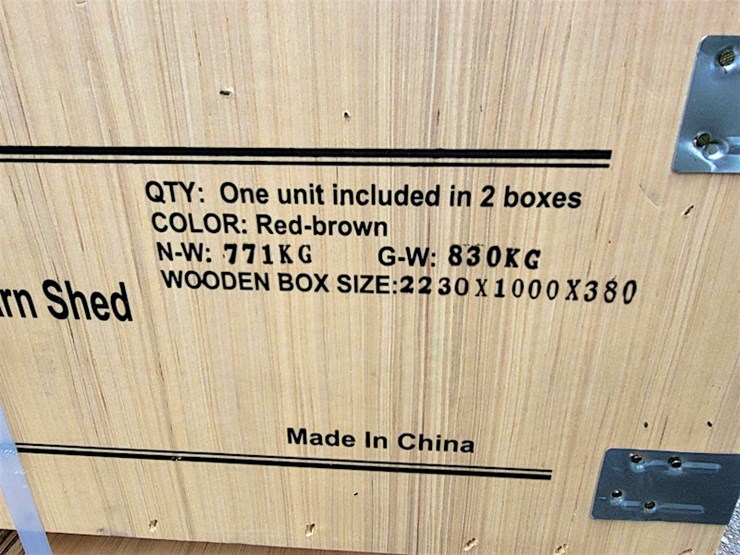 QTY: One unit included in 2 boxes
COLOR: Red-brown
N-W: 771KG G-W: 830KG
WOODEN BOX SIZE:2230X1000X380
Shed
Made In China